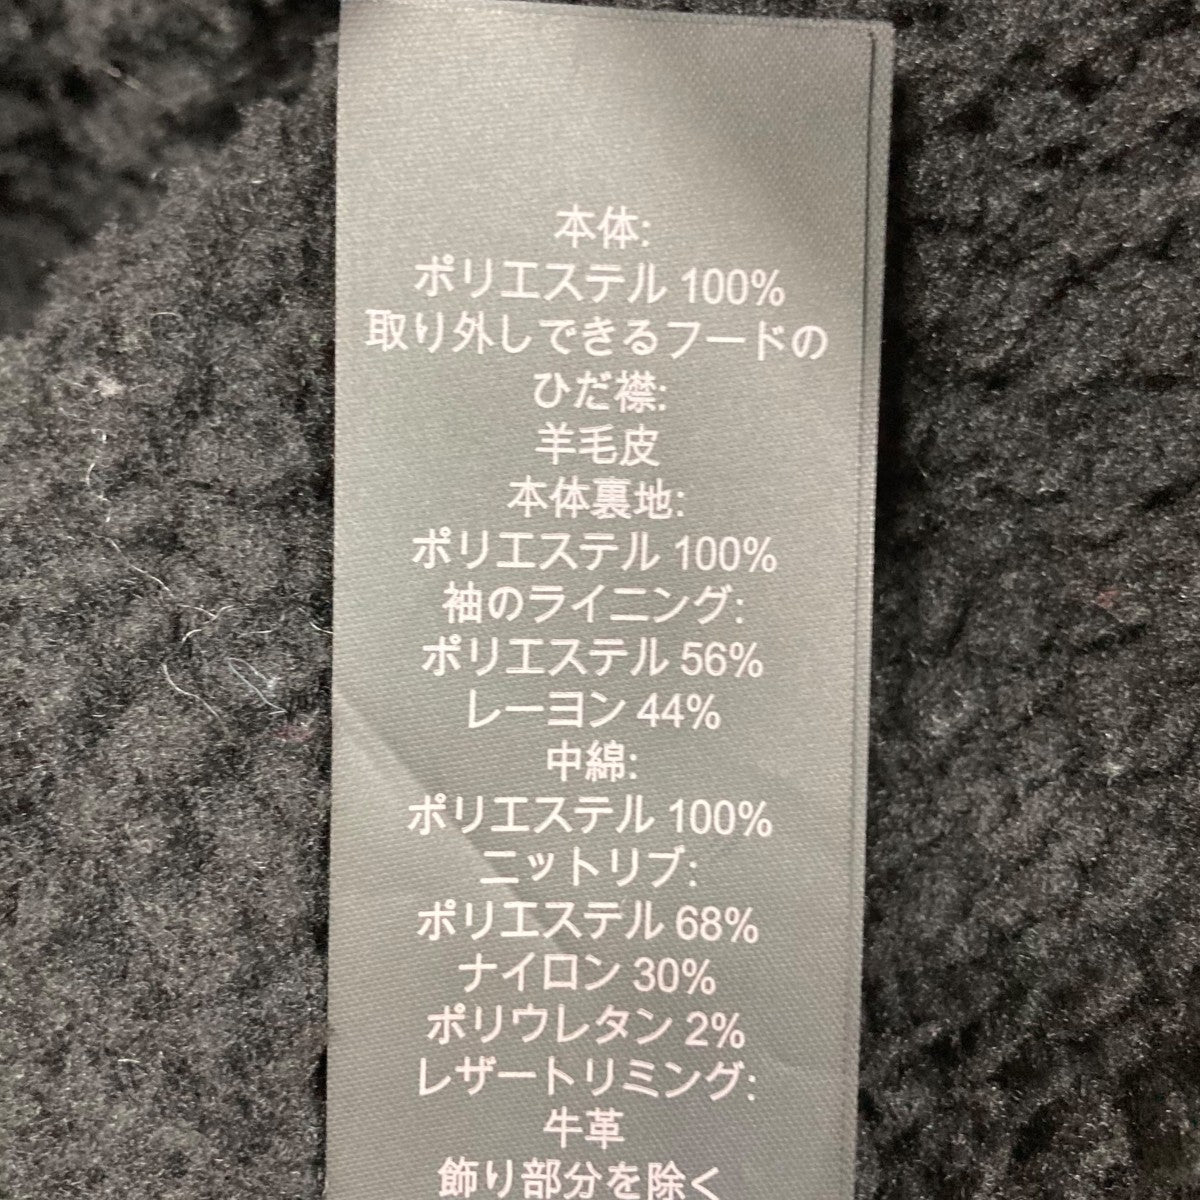 本体:
ポリエステル 100%
取り外しできるフードの
ひだ襟:
羊毛皮
本体裏地:
ポリエステル 100%
袖のライニング:
ポリエステル 56%
レーヨン 44%
中綿:
ポリエステル 100%
ニットリブ:
ポリエステル 68%
ナイロン 30%
ポリウレタン 2%
レザートリミング:
牛革
飾り部分を除く